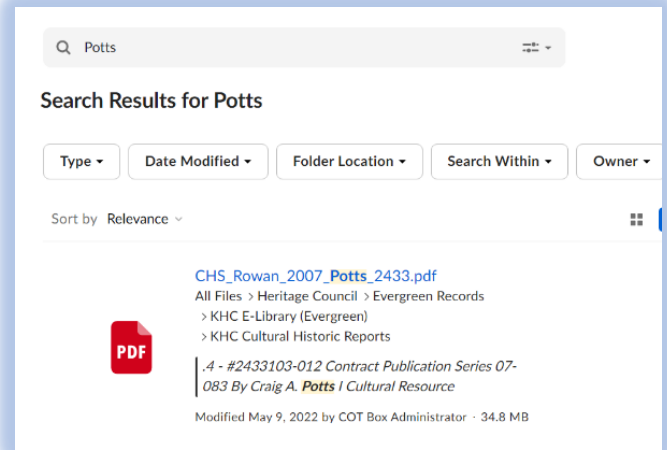 Potts
Search Results for Potts
Type Date Modified Folder Location Search Within Owner
Sort by Relevance
CHS_Rowan_2007_Potts_2433.pdf
All Files > Heritage Council > Evergreen Records
> KHC E-Library (Evergreen)
> KHC Cultural Historic Reports
PDF
.4 - #2433103-012 Contract Publication Series 07-
083 By Craig A. Potts I Cultural Resource
Modified May 9, 2022 by COT Box Administrator · 34.8 MB